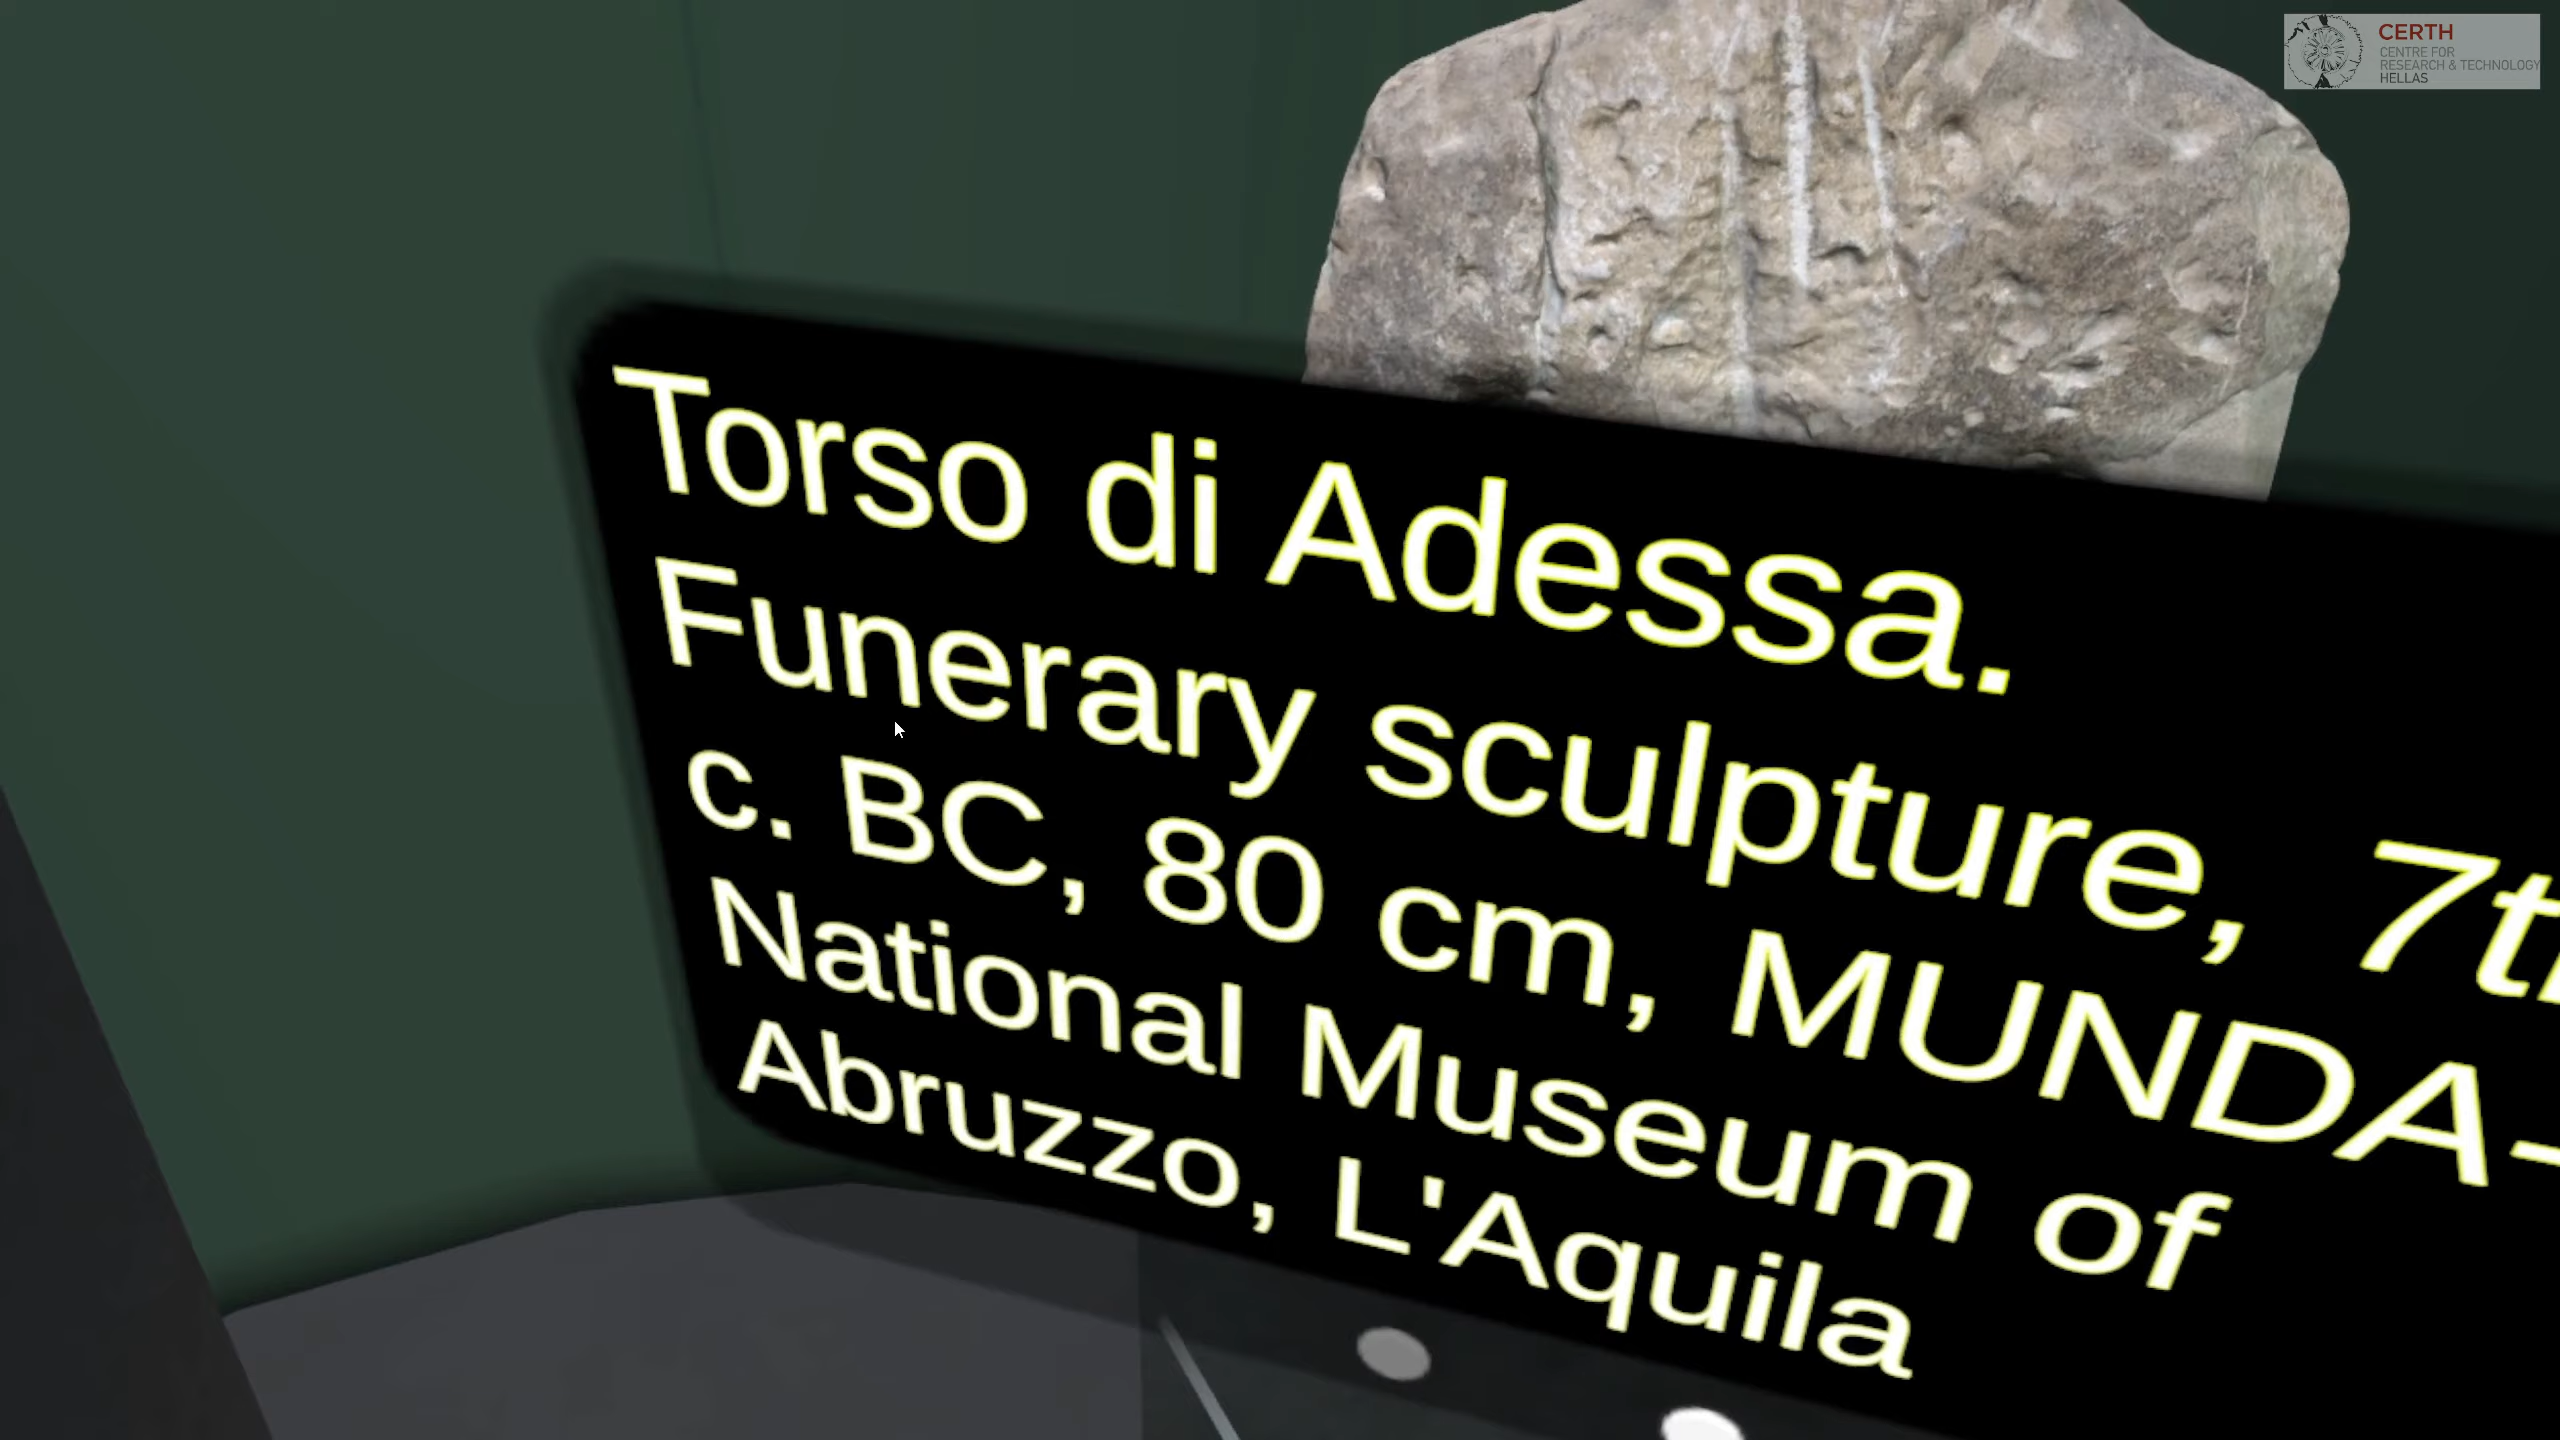 CERTH
CENTRE FOR
RESEARCH & TECHNOLOGY
HELLAS
Torso di Adessa.
Funerary sculpture, 7t
c. BC, 80 cm, MUNDA-
National Museum of
Abruzzo, L'Aquila